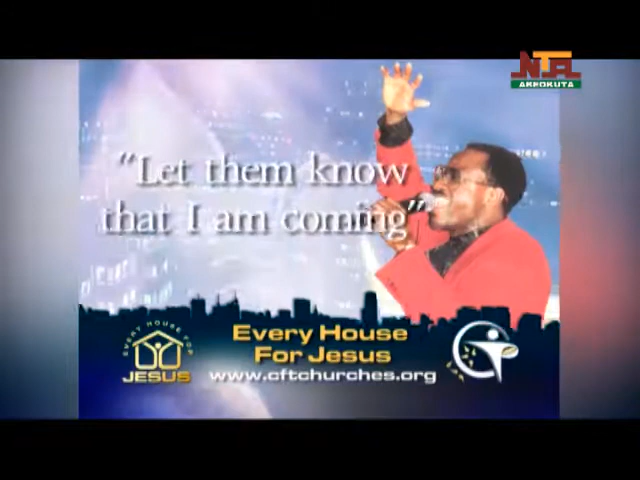 NTA
ABEOKUTA
"Let them know
that I am coming"
Every House
For Jesus
www.cftchurches.org
EVERY HOUSE FOR
JESUS